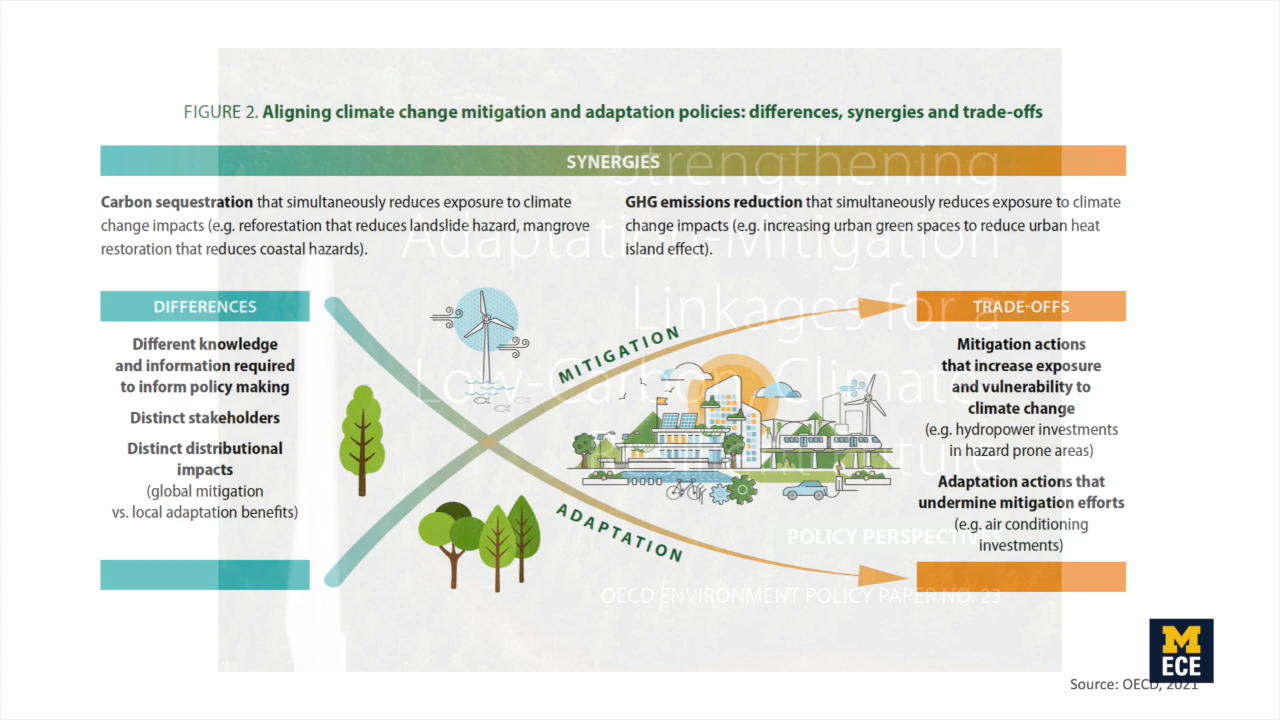 FIGURE 2. Aligning climate change mitigation and adaptation policies: differences, synergies and trade-offs
SYNERGIES
Carbon sequestration that simultaneously reduces exposure to climate
change impacts (e.g. reforestation that reduces landslide hazard, mangrove
restoration that reduces coastal hazards).
GHG emissions reduction that simultaneously reduces exposure to climate
change impacts (e.g. increasing urban green spaces to reduce urban heat
island effect).
DIFFERENCES
Different knowledge
and information required
to inform policy making
Distinct stakeholders
Distinct distributional
impacts
(global mitigation
vs. local adaptation benefits)
MITIGATION
ADAPTATION
TRADE-OFFS
Mitigation actions
that increase exposure
and vulnerability to
climate change
(e.g. hydropower investments
in hazard prone areas)
Adaptation actions that
undermine mitigation efforts
(e.g. air conditioning
investments)
Strengthening
Adaptation-Mitigation
Linkages for a
Low-Carbon, Climate
POLICY PERSPECTIVES
OECD ENVIRONMENT POLICY PAPER NO. 23
M
ECE
Source: OECD, 2021